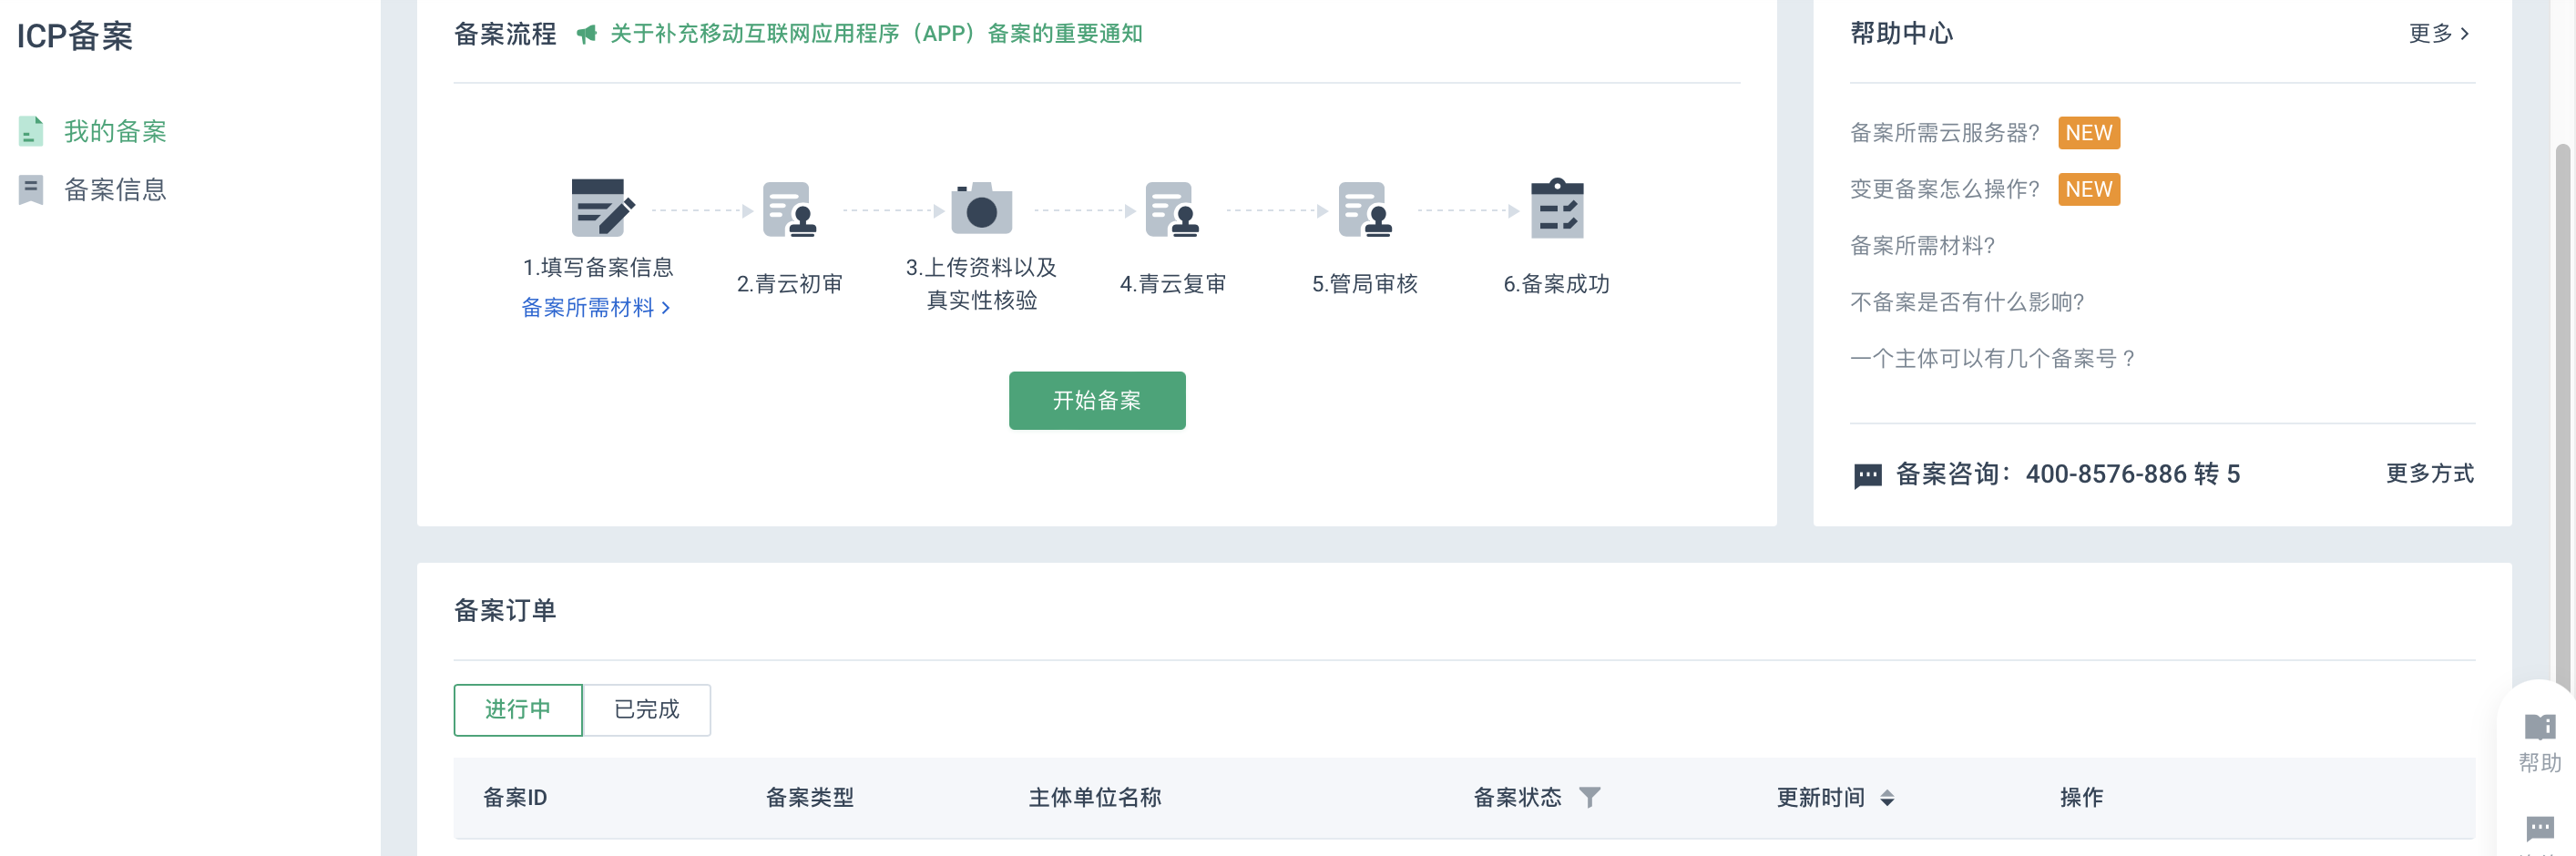 ICP备案
我的备案
备案信息
备案流程 关于补充移动互联网应用程序（APP）备案的重要通知
1.填写备案信息
备案所需材料
2.青云初审
3.上传资料以及
真实性核验
4.青云复审
5.管局审核
6.备案成功
开始备案
帮助中心 更多
备案所需云服务器? NEW
变更备案怎么操作? NEW
备案所需材料?
不备案是否有什么影响?
一个主体可以有几个备案号？
备案咨询：400-8576-886 转 5 更多方式
备案订单
进行中 已完成
备案ID 备案类型 主体单位名称 备案状态 更新时间 操作
帮助